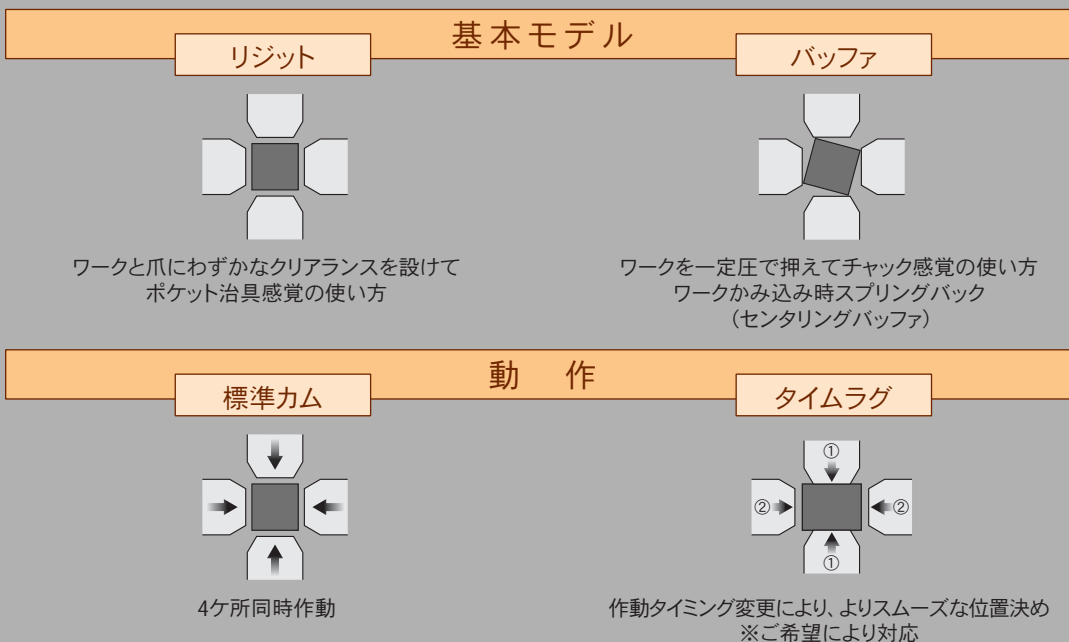 基本モデル
リジット
バッファ
ワークと爪にわずかなクリアランスを設けて
ポケット治具感覚の使い方
ワークを一定圧で押えてチャック感覚の使い方
ワークかみ込み時スプリングバック
（センタリングバッファ）
動 作
標準カム
タイムラグ
①
②
②
①
4ケ所同時作動
作動タイミング変更により、よりスムーズな位置決め
※ご希望により対応